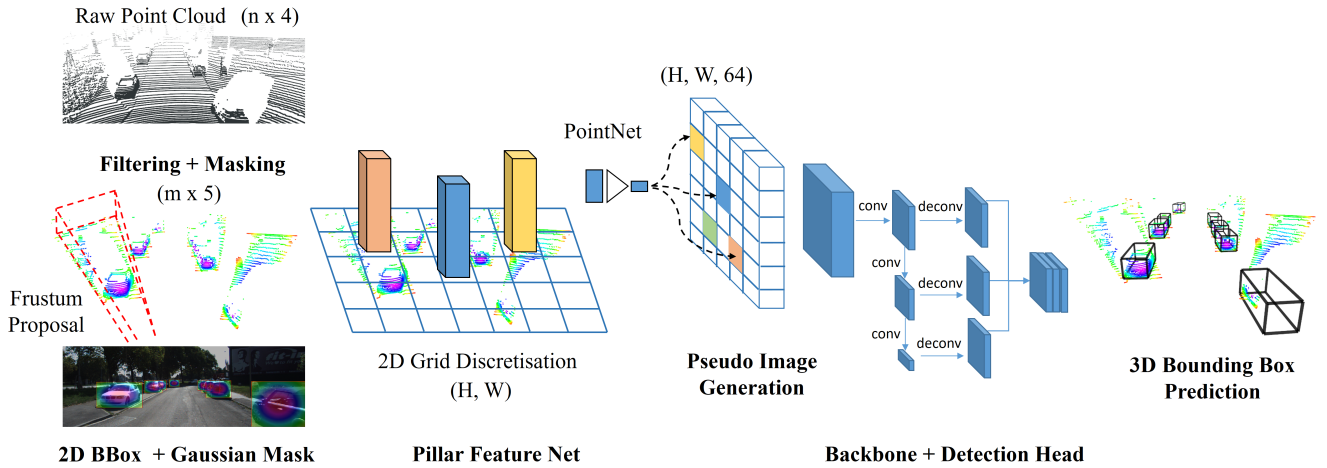 Raw Point Cloud (n x 4)
Filtering + Masking
(m x 5)
Frustum
Proposal
2D BBox + Gaussian Mask
2D Grid Discretisation
(H, W)
Pillar Feature Net
PointNet
(H, W, 64)
Pseudo Image
Generation
conv
deconv
conv
deconv
conv
deconv
Backbone + Detection Head
3D Bounding Box
Prediction